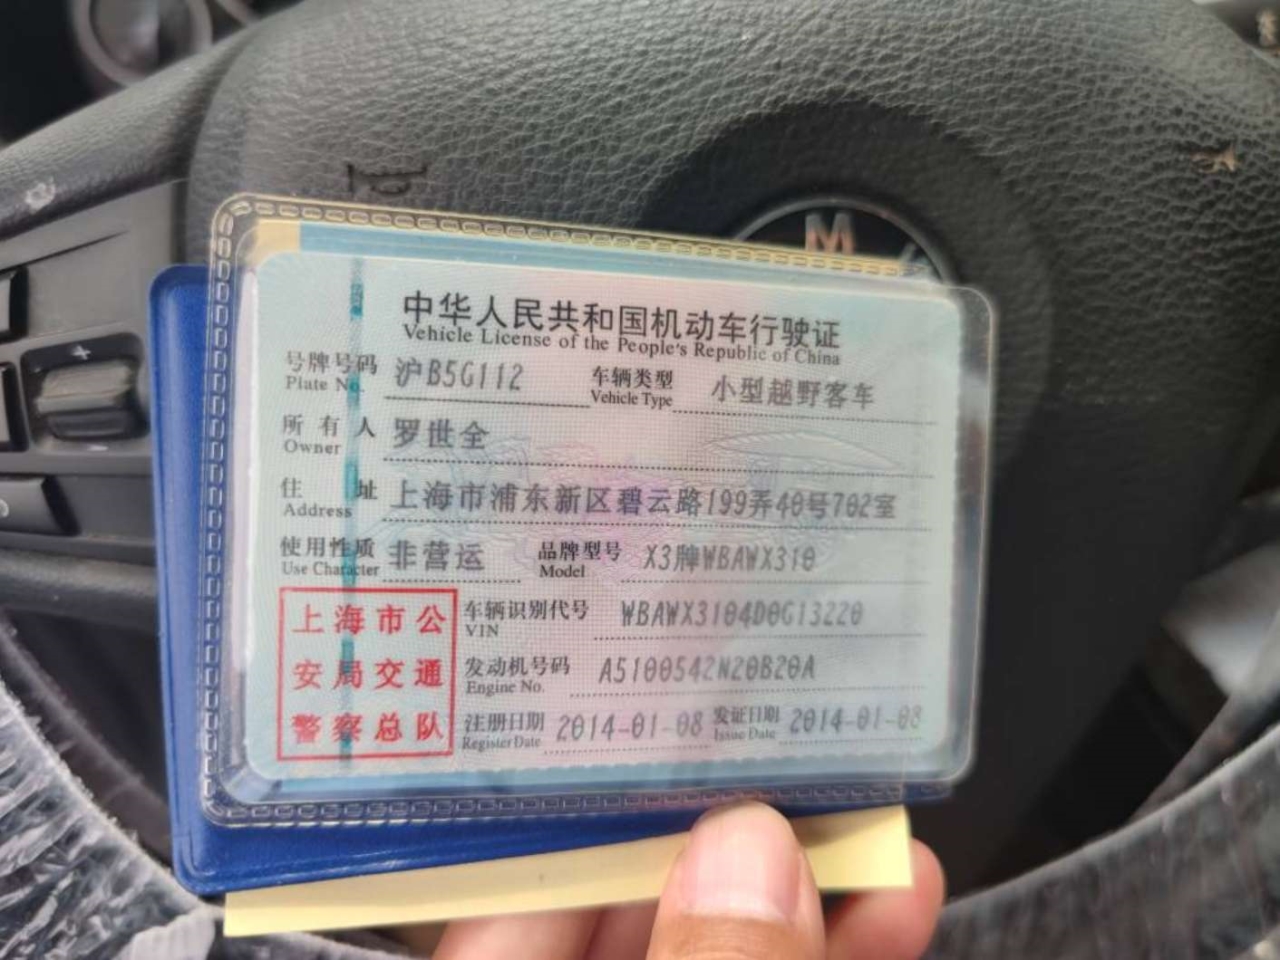 中华人民共和国机动车行驶证
Vehicle License of the People's Republic of China
号牌号码 沪B5G112 车辆类型 小型越野客车
Plate No. Vehicle Type
所有人 罗世全
Owner
住址 上海市浦东新区碧云路199弄40号702室
Address
使用性质 非营运 品牌型号 X3牌WBAWX310
Use Character Model
上海市公
安局交通
警察总队
车辆识别代号 WBAWX3104D0G13220
VIN
发动机号码 A5100542N20B20A
Engine No.
注册日期 2014-01-08 发证日期 2014-01-08
Register Date Issue Date
M